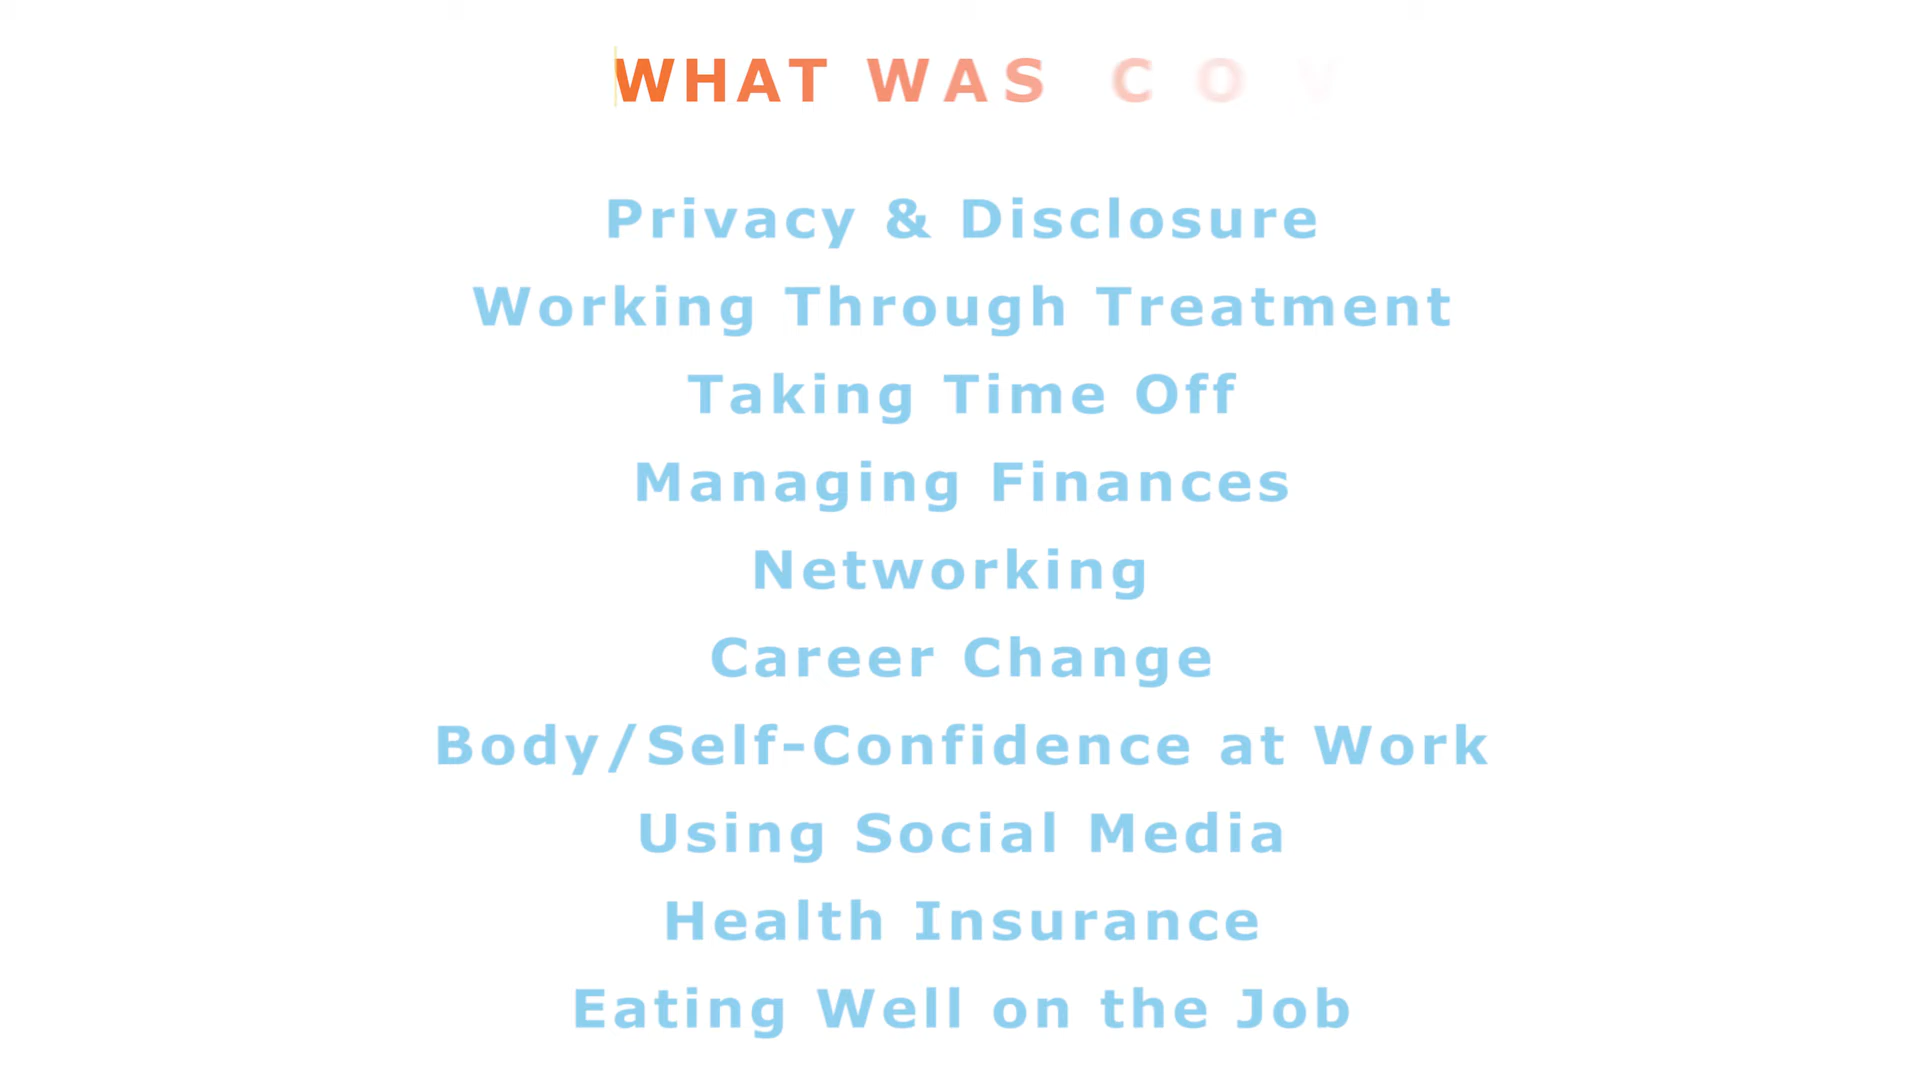 WHAT WAS CO
Privacy & Disclosure
Working Through Treatment
Taking Time Off
Managing Finances
Networking
Career Change
Body/Self-Confidence at Work
Using Social Media
Health Insurance
Eating Well on the Job